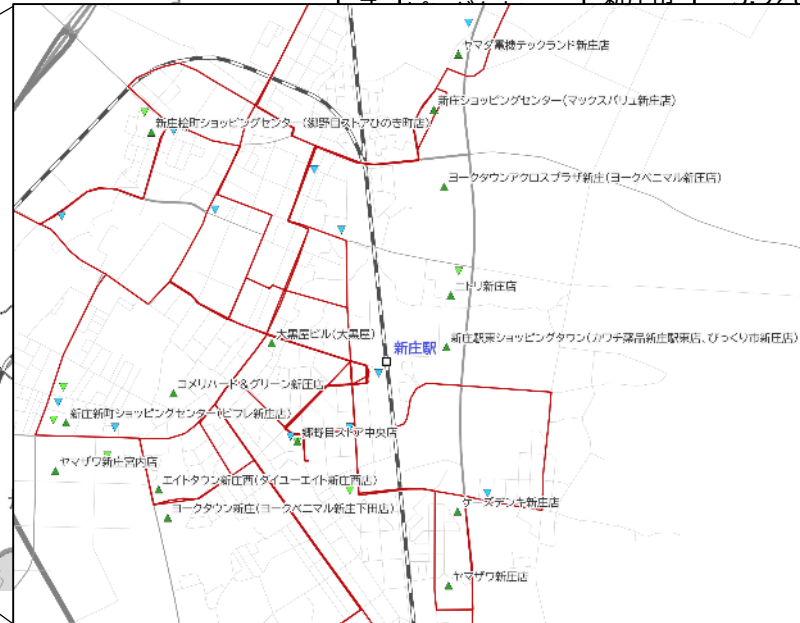 ヤマダ電機テックランド新庄店
新庄ショッピングセンター(マックスバリュ新庄店)
新庄桧町ショッピングセンター(郷野目ストアひのき町店)
ヨークタウンアクロスプラザ新庄(ヨークベニマル新庄店)
ニトリ新庄店
大黒屋ビル(大黒屋)
新庄駅
新庄駅東ショッピングタウン(カワチ薬品新庄駅東店、びっくり市新庄店)
コメリハード&グリーン新庄店
新庄新町ショッピングセンター(ビフレ新庄店)
郷野目ストア中央店
ヤマザワ新庄宮内店
エイトタウン新庄西(ダイユーエイト新庄西店)
ヨークタウン新庄(ヨークベニマル新庄下田店)
ケーズデンキ新庄店
ヤマザワ新庄店